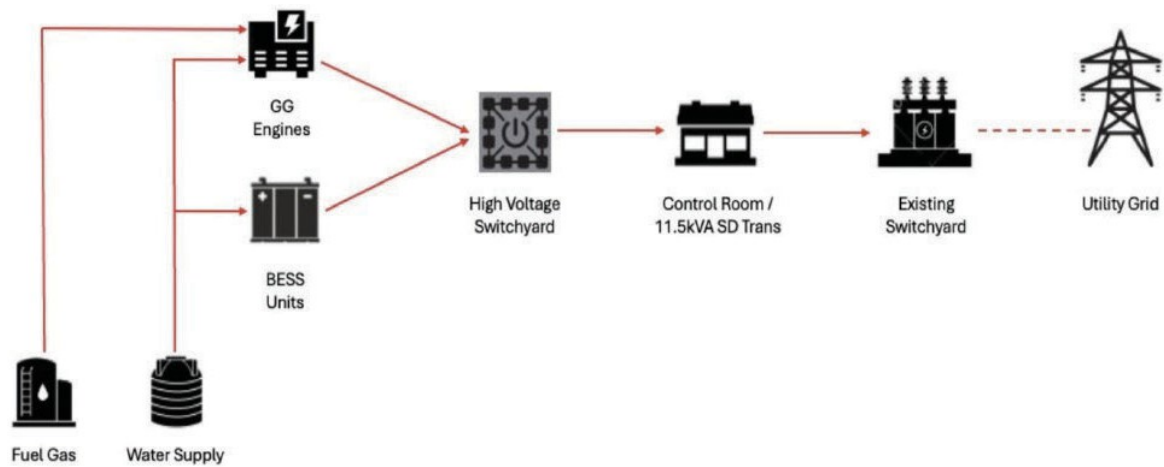 GG
Engines
BESS
Units
High Voltage
Switchyard
Control Room /
11.5kVA SD Trans
Existing
Switchyard
Utility Grid
Fuel Gas
Water Supply